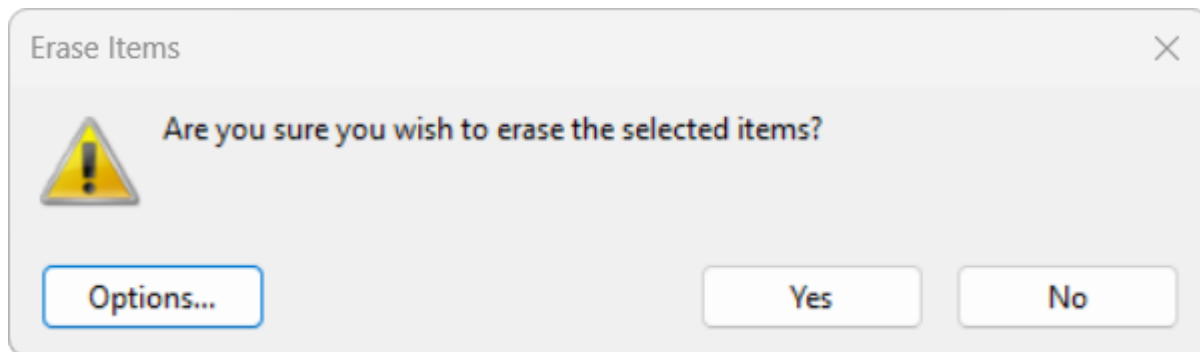 Erase Items
Are you sure you wish to erase the selected items?
Options...
Yes
No